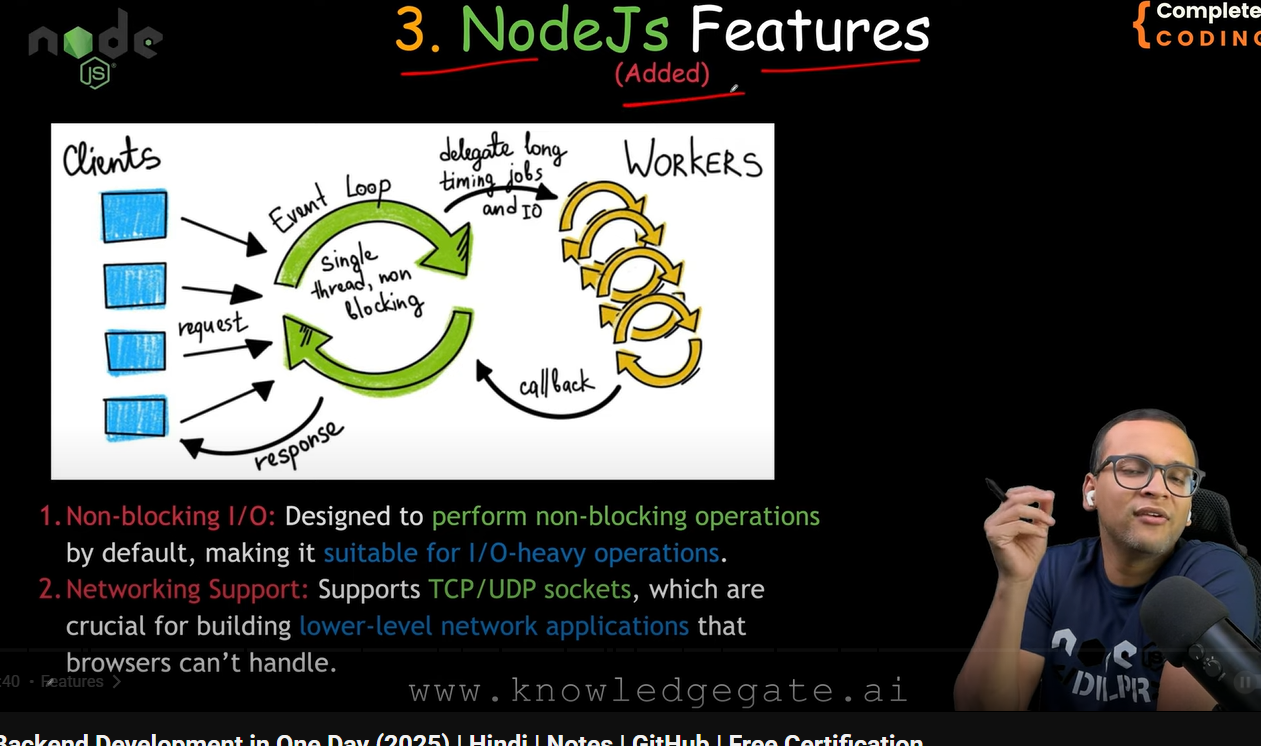 node
JS
3. NodeJs Features
(Added)
Complete
CODING
Clients
Event Loop
single
thread, non
blocking
delegate long
timing jobs
and IO
WORKERS
request
callback
response
1. Non-blocking I/O: Designed to perform non-blocking operations
by default, making it suitable for I/O-heavy operations.
2. Networking Support: Supports TCP/UDP sockets, which are
crucial for building lower-level network applications that
browsers can't handle.
:40 • Features >
www.knowledgegate.ai
Backend Development in One Day (2025) | Hindi | Notes | GitHub | Free Certification